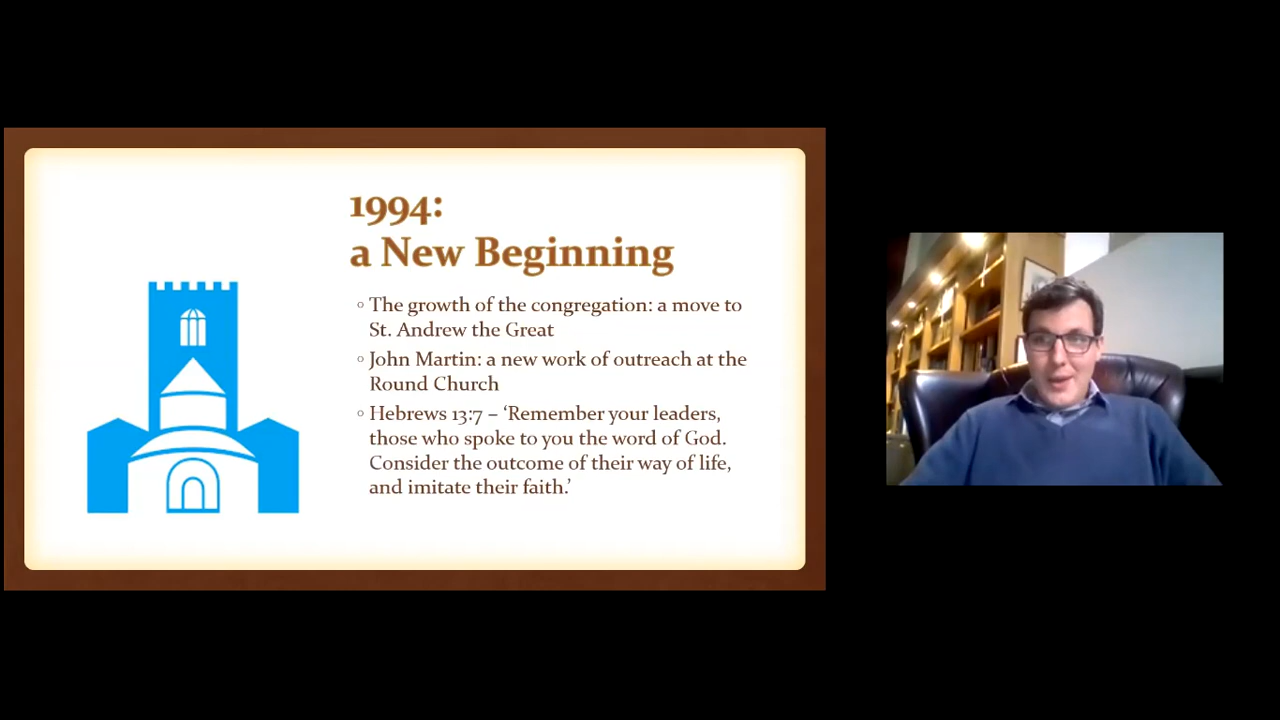 1994:
a New Beginning
The growth of the congregation: a move to
St. Andrew the Great
John Martin: a new work of outreach at the
Round Church
Hebrews 13:7 – ‘Remember your leaders,
those who spoke to you the word of God.
Consider the outcome of their way of life,
and imitate their faith.’